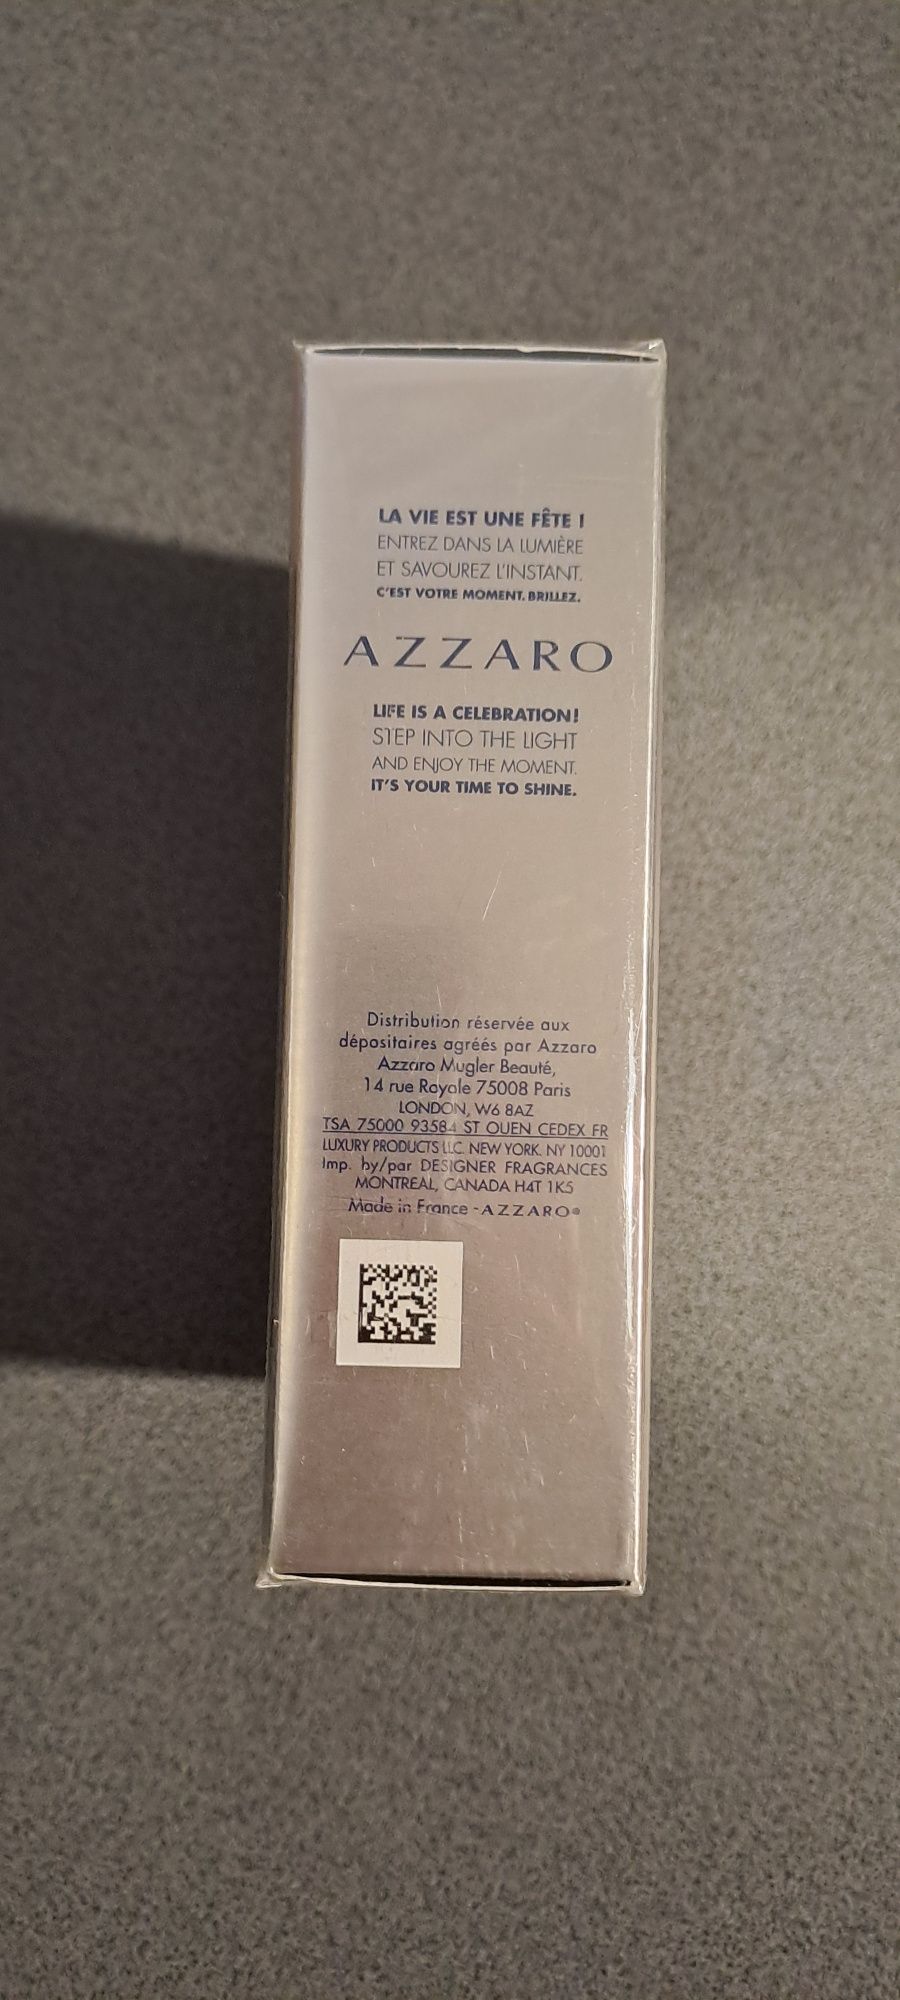 LA VIE EST UNE FÊTE !
ENTREZ DANS LA LUMIÈRE
ET SAVOUREZ L'INSTANT.
C'EST VOTRE MOMENT. BRILLEZ.
AZZARO
LIFE IS A CELEBRATION!
STEP INTO THE LIGHT
AND ENJOY THE MOMENT.
IT'S YOUR TIME TO SHINE.
Distribution réservée aux
dépositaires agréés par Azzaro
Azzaro Mugler Beauté,
14 rue Royale 75008 Paris
LONDON, W6 8AZ
TSA 75000 93584 ST OUEN CEDEX FR
LUXURY PRODUCTS LLC. NEW YORK. NY 10001
Imp. by/par DESIGNER FRAGRANCES
MONTREAL, CANADA H4T 1K5
Made in France - AZZARO®